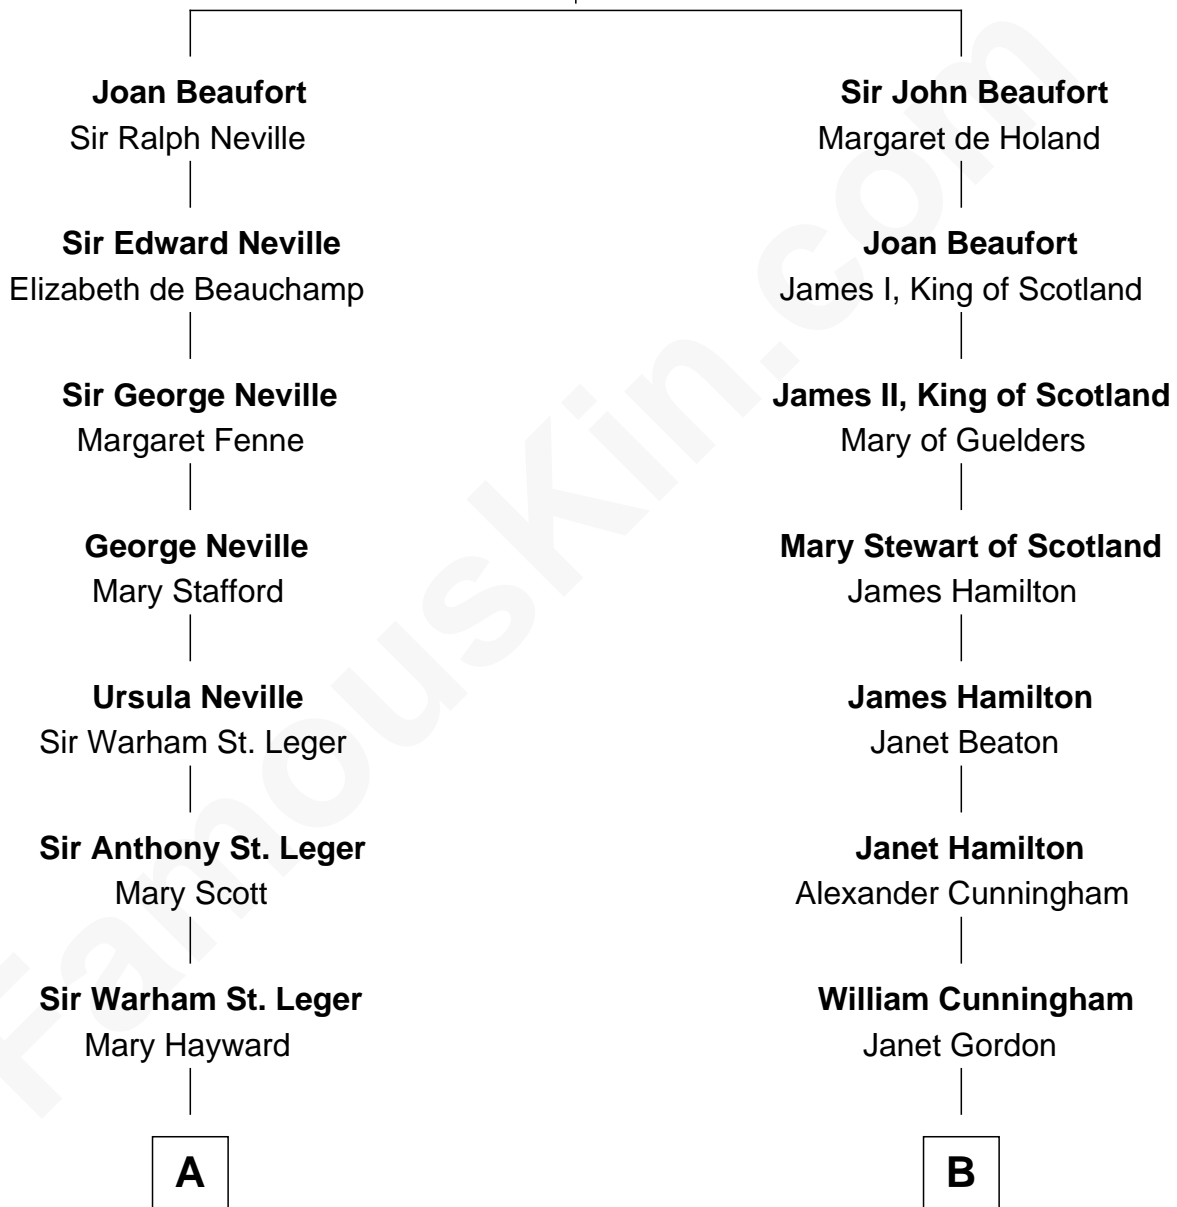 Joan Beaufort
Sir Ralph Neville
Sir Edward Neville
Elizabeth de Beauchamp
Sir George Neville
Margaret Fenne
George Neville
Mary Stafford
Ursula Neville
Sir Warham St. Leger
Sir Anthony St. Leger
Mary Scott
Sir Warham St. Leger
Mary Hayward
A
Sir John Beaufort
Margaret de Holand
Joan Beaufort
James I, King of Scotland
James II, King of Scotland
Mary of Guelders
Mary Stewart of Scotland
James Hamilton
James Hamilton
Janet Beaton
Janet Hamilton
Alexander Cunningham
William Cunningham
Janet Gordon
B
FamousKin.com